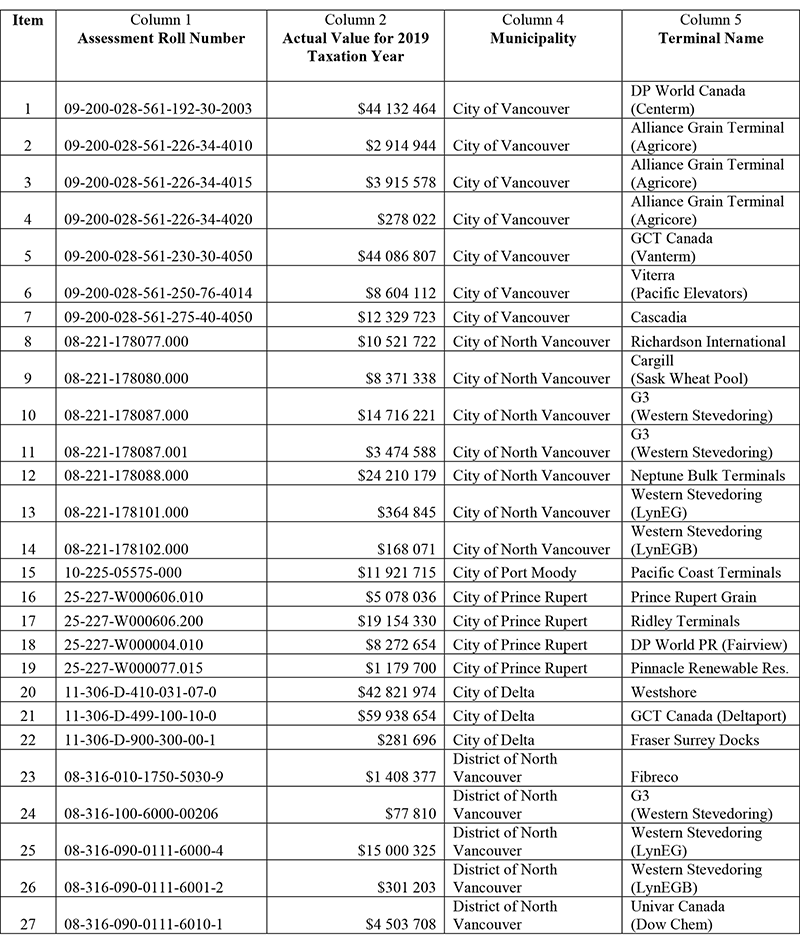 Item Column 1 Column 2 Column 4 Column 5
Assessment Roll Number Actual Value for 2019 Municipality Terminal Name
Taxation Year
DP World Canada
1 09-200-028-561-192-30-2003 $44 132 464 City of Vancouver (Centerm)
Alliance Grain Terminal
2 09-200-028-561-226-34-4010 $2 914 944 City of Vancouver (Agricore)
Alliance Grain Terminal
3 09-200-028-561-226-34-4015 $3 915 578 City of Vancouver (Agricore)
Alliance Grain Terminal
4 09-200-028-561-226-34-4020 $278 022 City of Vancouver (Agricore)
GCT Canada
5 09-200-028-561-230-30-4050 $44 086 807 City of Vancouver (Vanterm)
Viterra
6 09-200-028-561-250-76-4014 $8 604 112 City of Vancouver (Pacific Elevators)
7 09-200-028-561-275-40-4050 $12 329 723 City of Vancouver Cascadia
8 08-221-178077.000 $10 521 722 City of North Vancouver Richardson International
Cargill
9 08-221-178080.000 $8 371 338 City of North Vancouver (Sask Wheat Pool)
G3
10 08-221-178087.000 $14 716 221 City of North Vancouver (Western Stevedoring)
G3
11 08-221-178087.001 $3 474 588 City of North Vancouver (Western Stevedoring)
12 08-221-178088.000 $24 210 179 City of North Vancouver Neptune Bulk Terminals
Western Stevedoring
13 08-221-178101.000 $364 845 City of North Vancouver (LynEG)
Western Stevedoring
14 08-221-178102.000 $168 071 City of North Vancouver (LynEGB)
15 10-225-05575-000 $11 921 715 City of Port Moody Pacific Coast Terminals
16 25-227-W000606.010 $5 078 036 City of Prince Rupert Prince Rupert Grain
17 25-227-W000606.200 $19 154 330 City of Prince Rupert Ridley Terminals
18 25-227-W000004.010 $8 272 654 City of Prince Rupert DP World PR (Fairview)
19 25-227-W000077.015 $1 179 700 City of Prince Rupert Pinnacle Renewable Res.
20 11-306-D-410-031-07-0 $42 821 974 City of Delta Westshore
21 11-306-D-499-100-10-0 $59 938 654 City of Delta GCT Canada (Deltaport)
22 11-306-D-900-300-00-1 $281 696 City of Delta Fraser Surrey Docks
District of North
23 08-316-010-1750-5030-9 $1 408 377 Vancouver Fibreco
District of North G3
24 08-316-100-6000-00206 $77 810 Vancouver (Western Stevedoring)
District of North Western Stevedoring
25 08-316-090-0111-6000-4 $15 000 325 Vancouver (LynEG)
District of North Western Stevedoring
26 08-316-090-0111-6001-2 $301 203 Vancouver (LynEGB)
District of North Univar Canada
27 08-316-090-0111-6010-1 $4 503 708 Vancouver (Dow Chem)